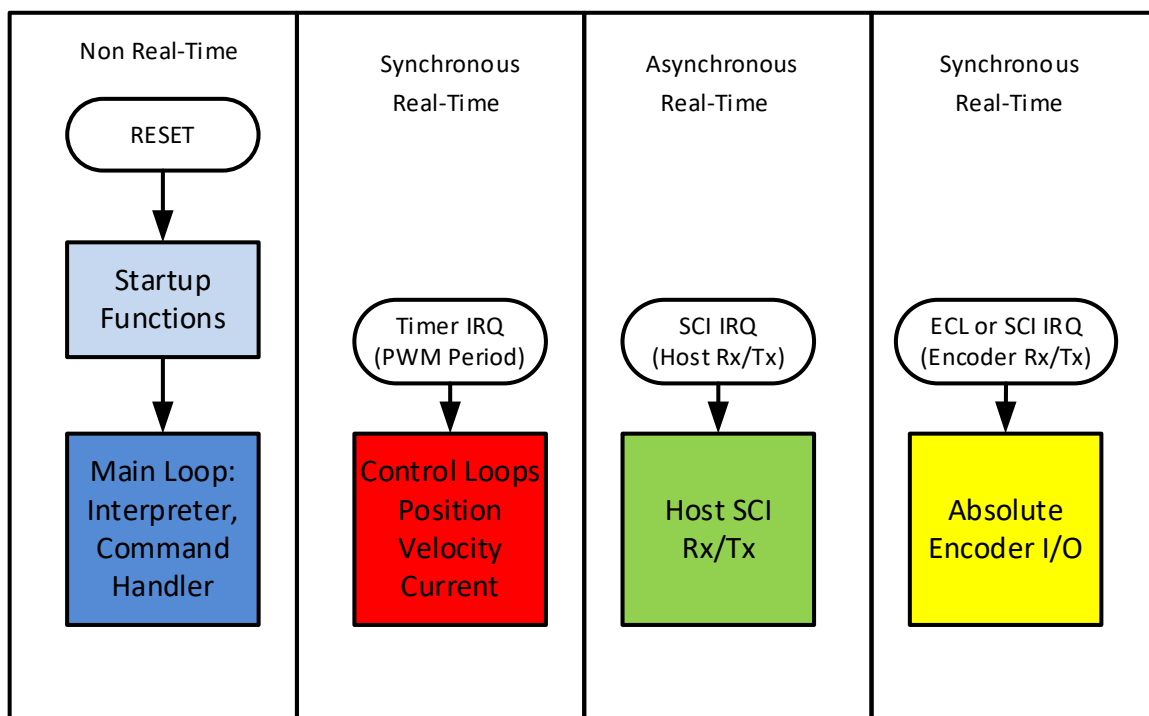 Non Real-Time
RESET
Startup
Functions
Main Loop:
Interpreter,
Command
Handler
Synchronous
Real-Time
Timer IRQ
(PWM Period)
Control Loops
Position
Velocity
Current
Asynchronous
Real-Time
SCI IRQ
(Host Rx/Tx)
Host SCI
Rx/Tx
Synchronous
Real-Time
ECL or SCI IRQ
(Encoder Rx/Tx)
Absolute
Encoder I/O